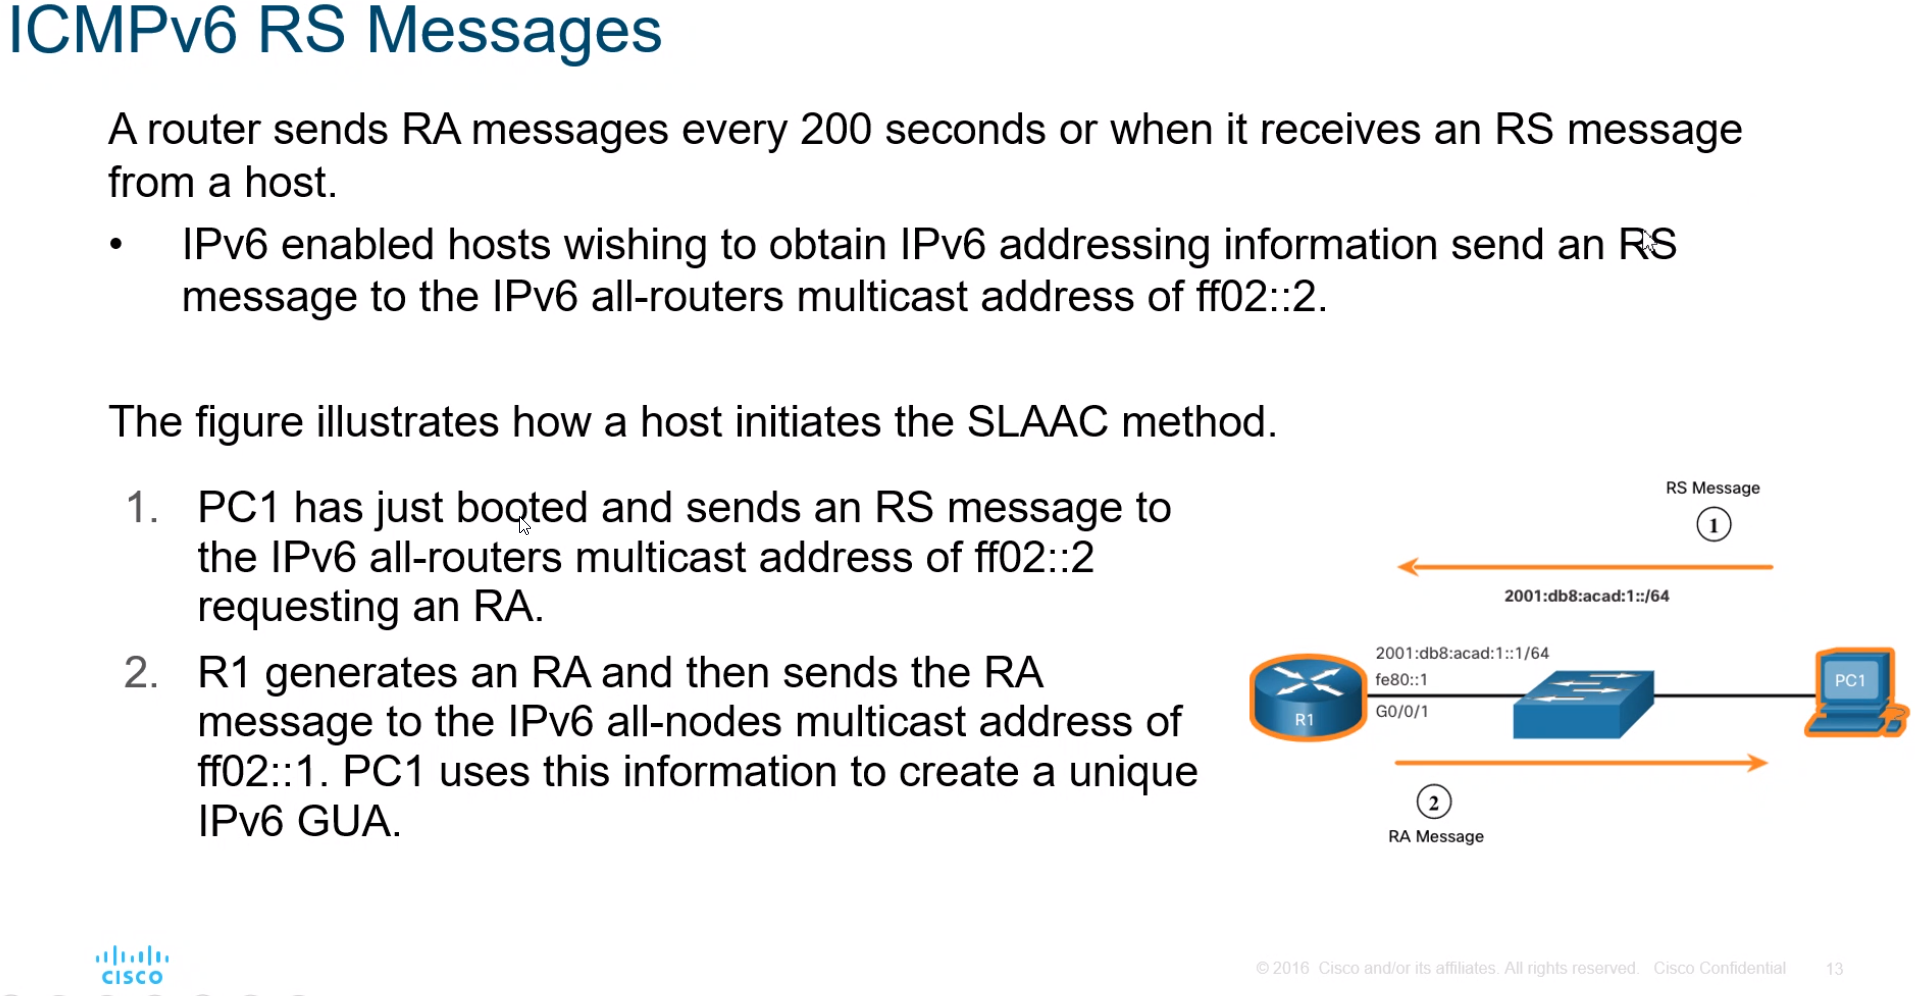 ICMPv6 RS Messages
A router sends RA messages every 200 seconds or when it receives an RS message
from a host.
• IPv6 enabled hosts wishing to obtain IPv6 addressing information send an RS
message to the IPv6 all-routers multicast address of ff02::2.
The figure illustrates how a host initiates the SLAAC method.
1. PC1 has just booted and sends an RS message to
the IPv6 all-routers multicast address of ff02::2
requesting an RA.
2. R1 generates an RA and then sends the RA
message to the IPv6 all-nodes multicast address of
ff02::1. PC1 uses this information to create a unique
IPv6 GUA.
RS Message
1
2001:db8:acad:1::/64
2001:db8:acad:1::1/64
fe80::1
G0/0/1
R1
PC1
2
RA Message
CISCO
© 2016 Cisco and/or its affiliates. All rights reserved. Cisco Confidential
13